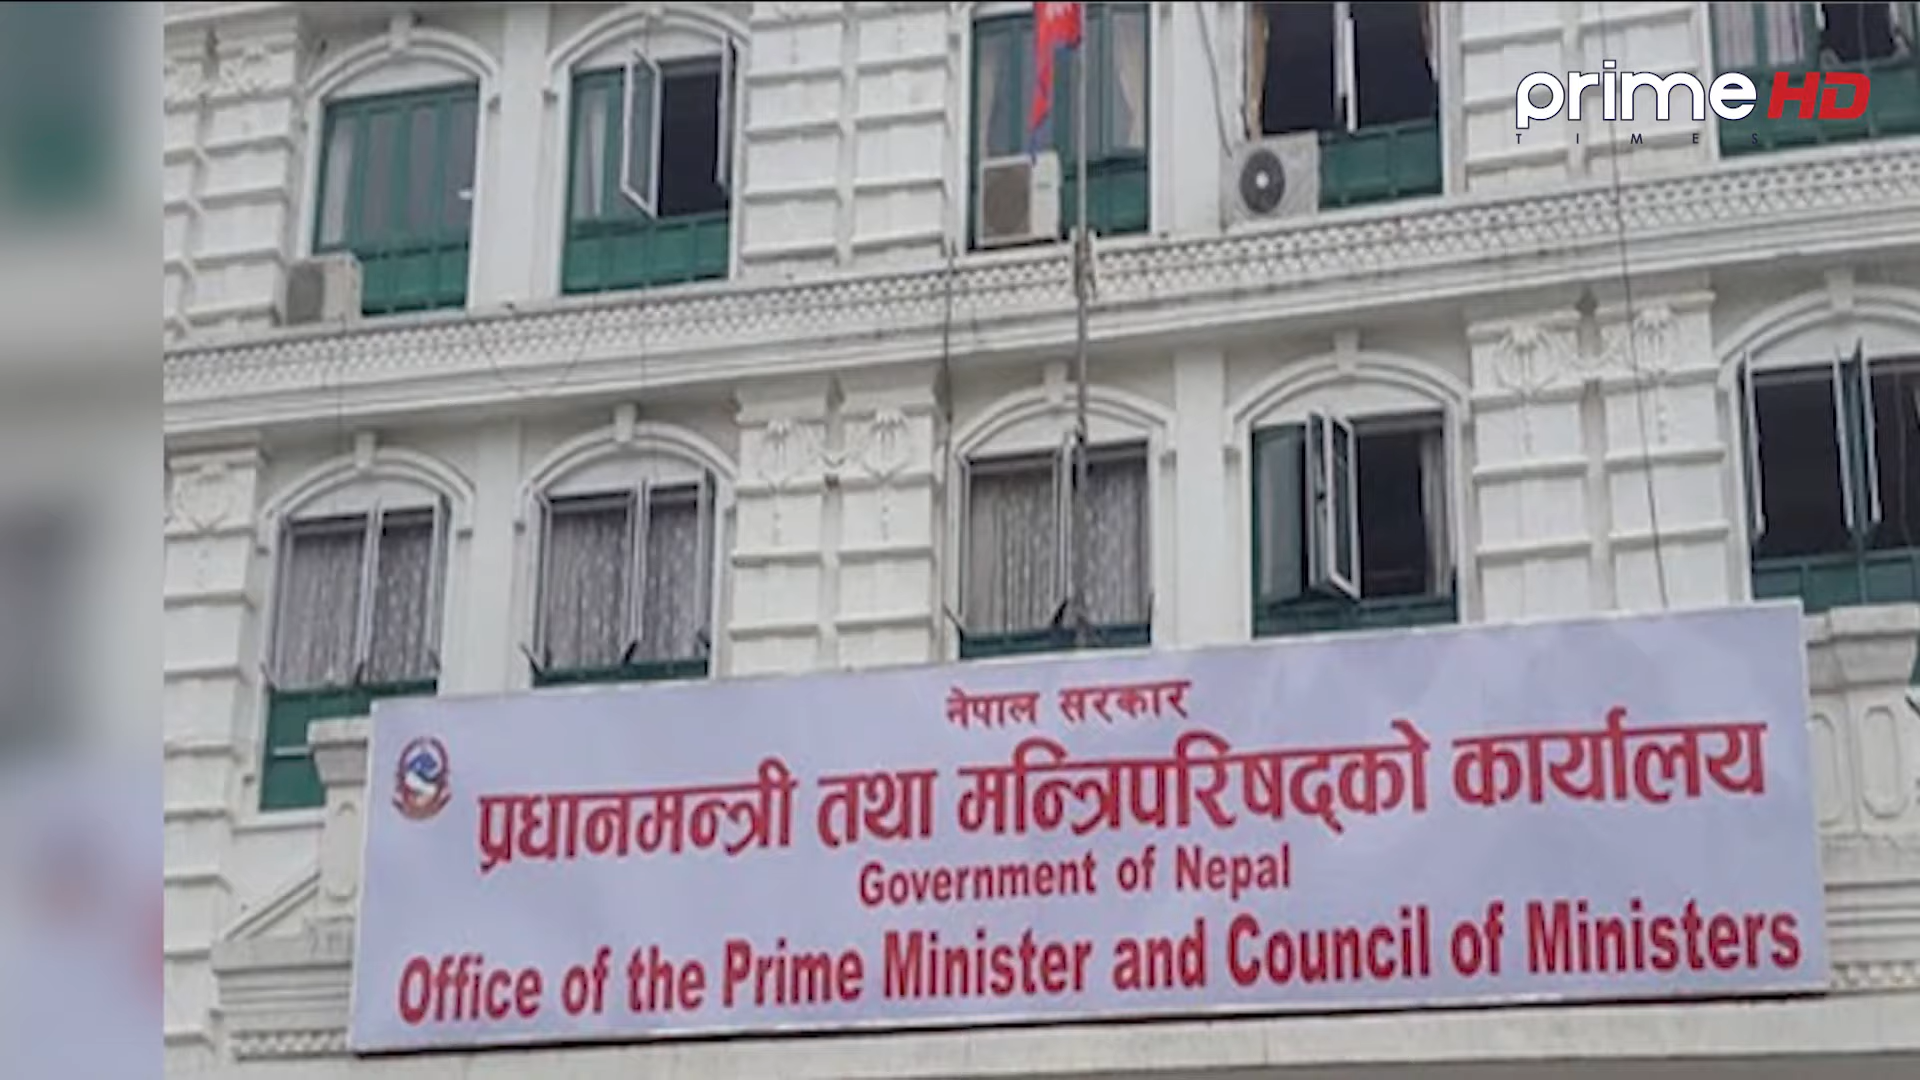 prime HD
TIMES
नेपाल सरकार
प्रधानमन्त्री तथा मन्त्रिपरिषद्को कार्यालय
Government of Nepal
Office of the Prime Minister and Council of Ministers